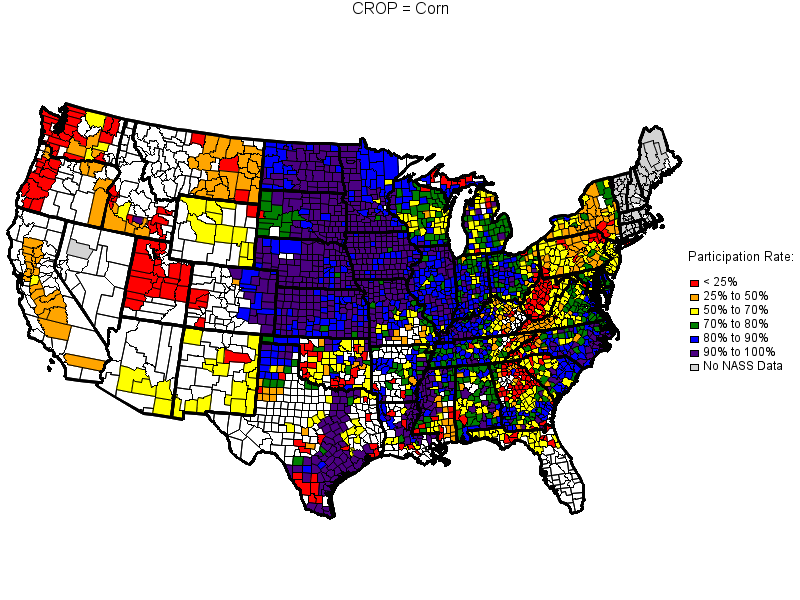 CROP = Corn
Participation Rate:
< 25%
25% to 50%
50% to 70%
70% to 80%
80% to 90%
90% to 100%
No NASS Data